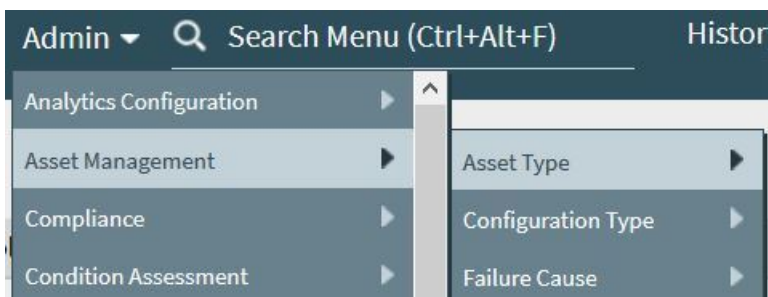 Admin Search Menu (Ctrl+Alt+F) Histor
Analytics Configuration
Asset Management Asset Type
Compliance Configuration Type
Condition Assessment Failure Cause